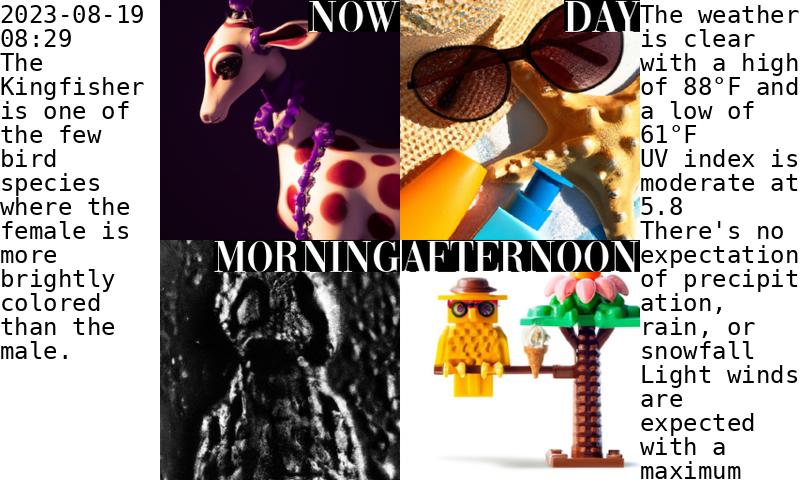 2023-08-19
08:29
The
Kingfisher
is one of
the few
bird
species
where the
female is
more
brightly
colored
than the
male.
NOW
DAY
MORNING
AFTERNOON
The weather
is clear
with a high
of 88°F and
a low of
61°F
UV index is
moderate at
5.8
There's no
expectation
of precipit
ation,
rain, or
snowfall
Light winds
are
expected
with a
maximum